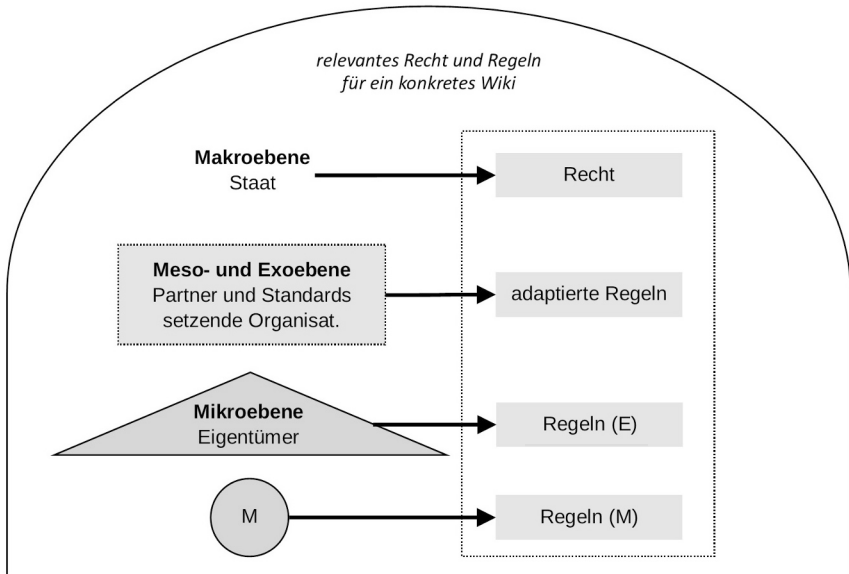 relevantes Recht und Regeln
für ein konkretes Wiki
Makroebene
Staat
Recht
Meso- und Exoebene
Partner und Standards
setzende Organisat.
adaptierte Regeln
Mikroebene
Eigentümer
Regeln (E)
M
Regeln (M)